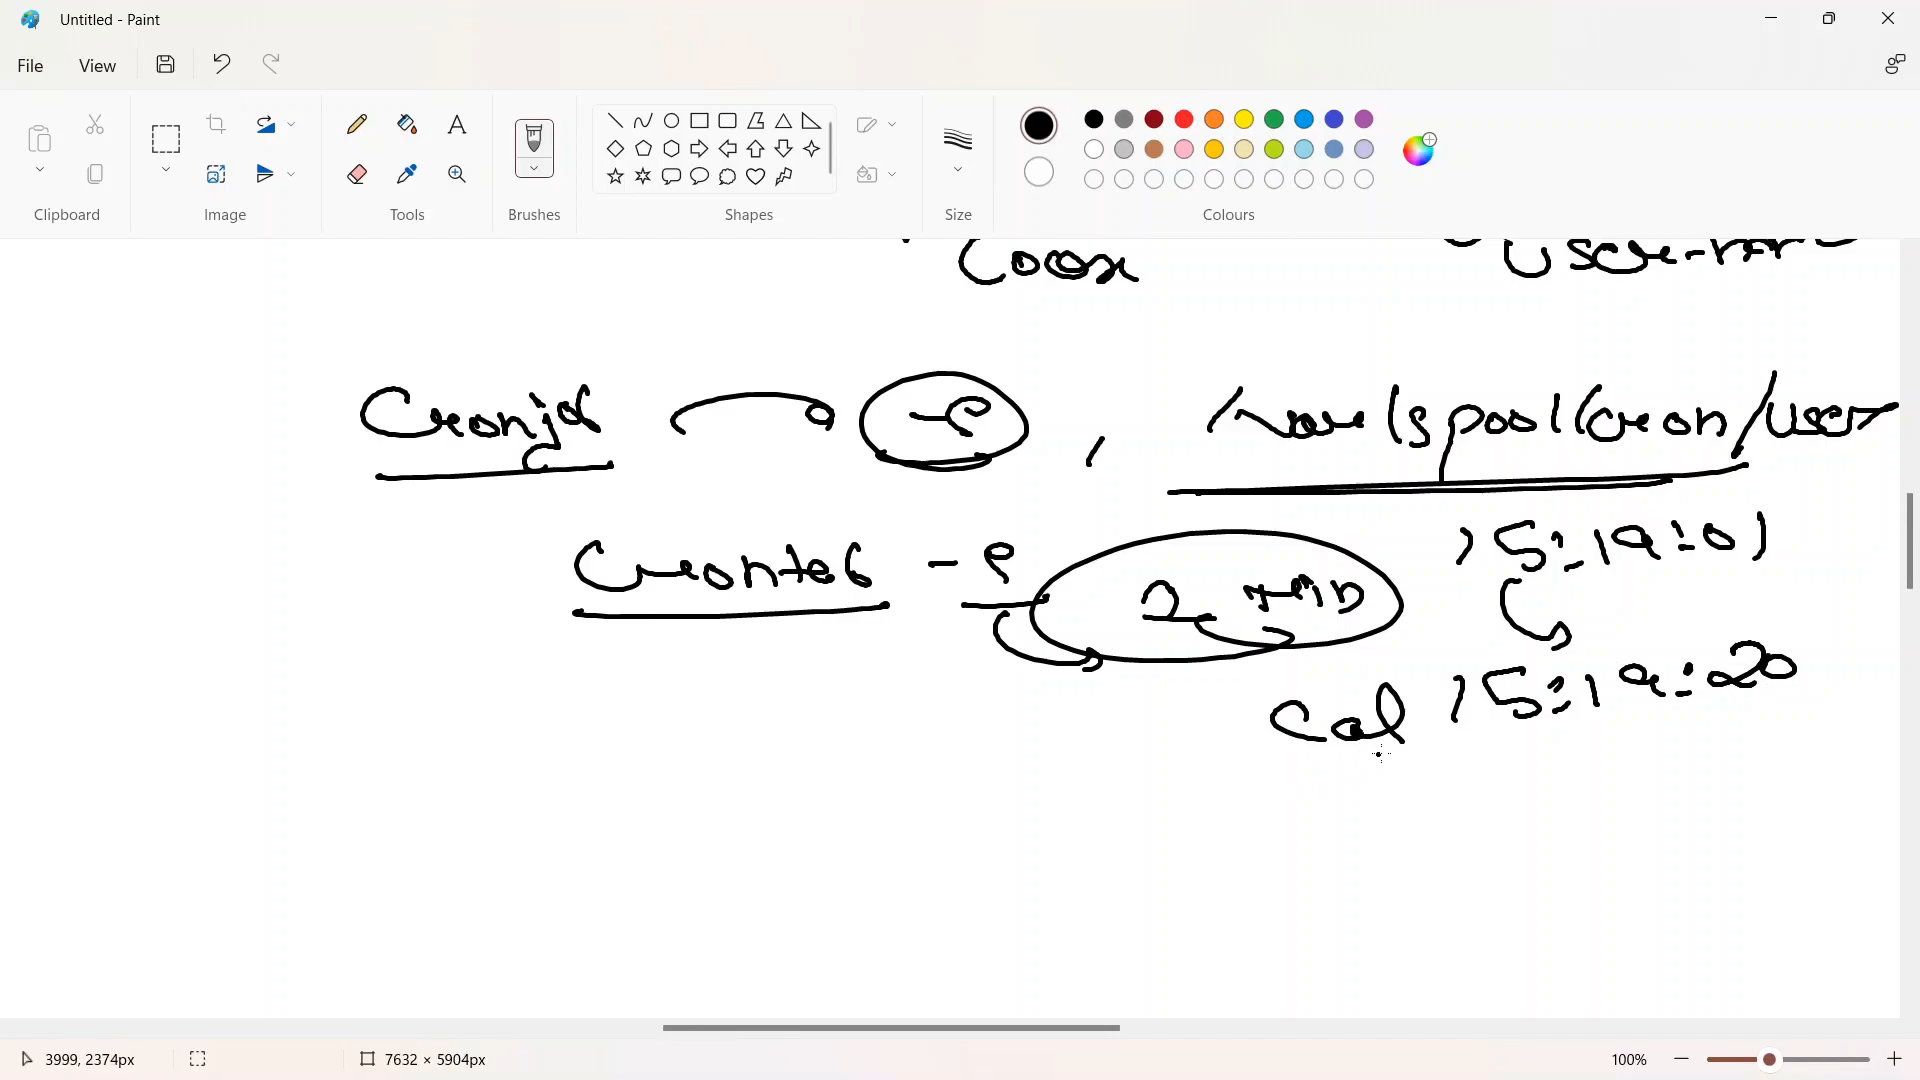 Untitled - Paint
File View
Clipboard Image Tools Brushes Shapes Size Colours
Cronjob -e , /var/spool/cron/user
Crontab -e 2 min 15:19:01
Cal 15:19:20
3999, 2374px 7632 × 5904px 100%